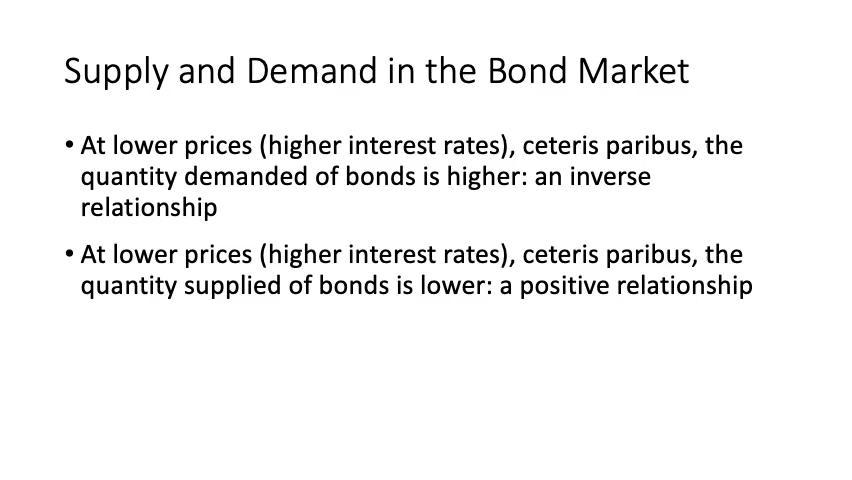 Supply and Demand in the Bond Market
• At lower prices (higher interest rates), ceteris paribus, the
quantity demanded of bonds is higher: an inverse
relationship
• At lower prices (higher interest rates), ceteris paribus, the
quantity supplied of bonds is lower: a positive relationship